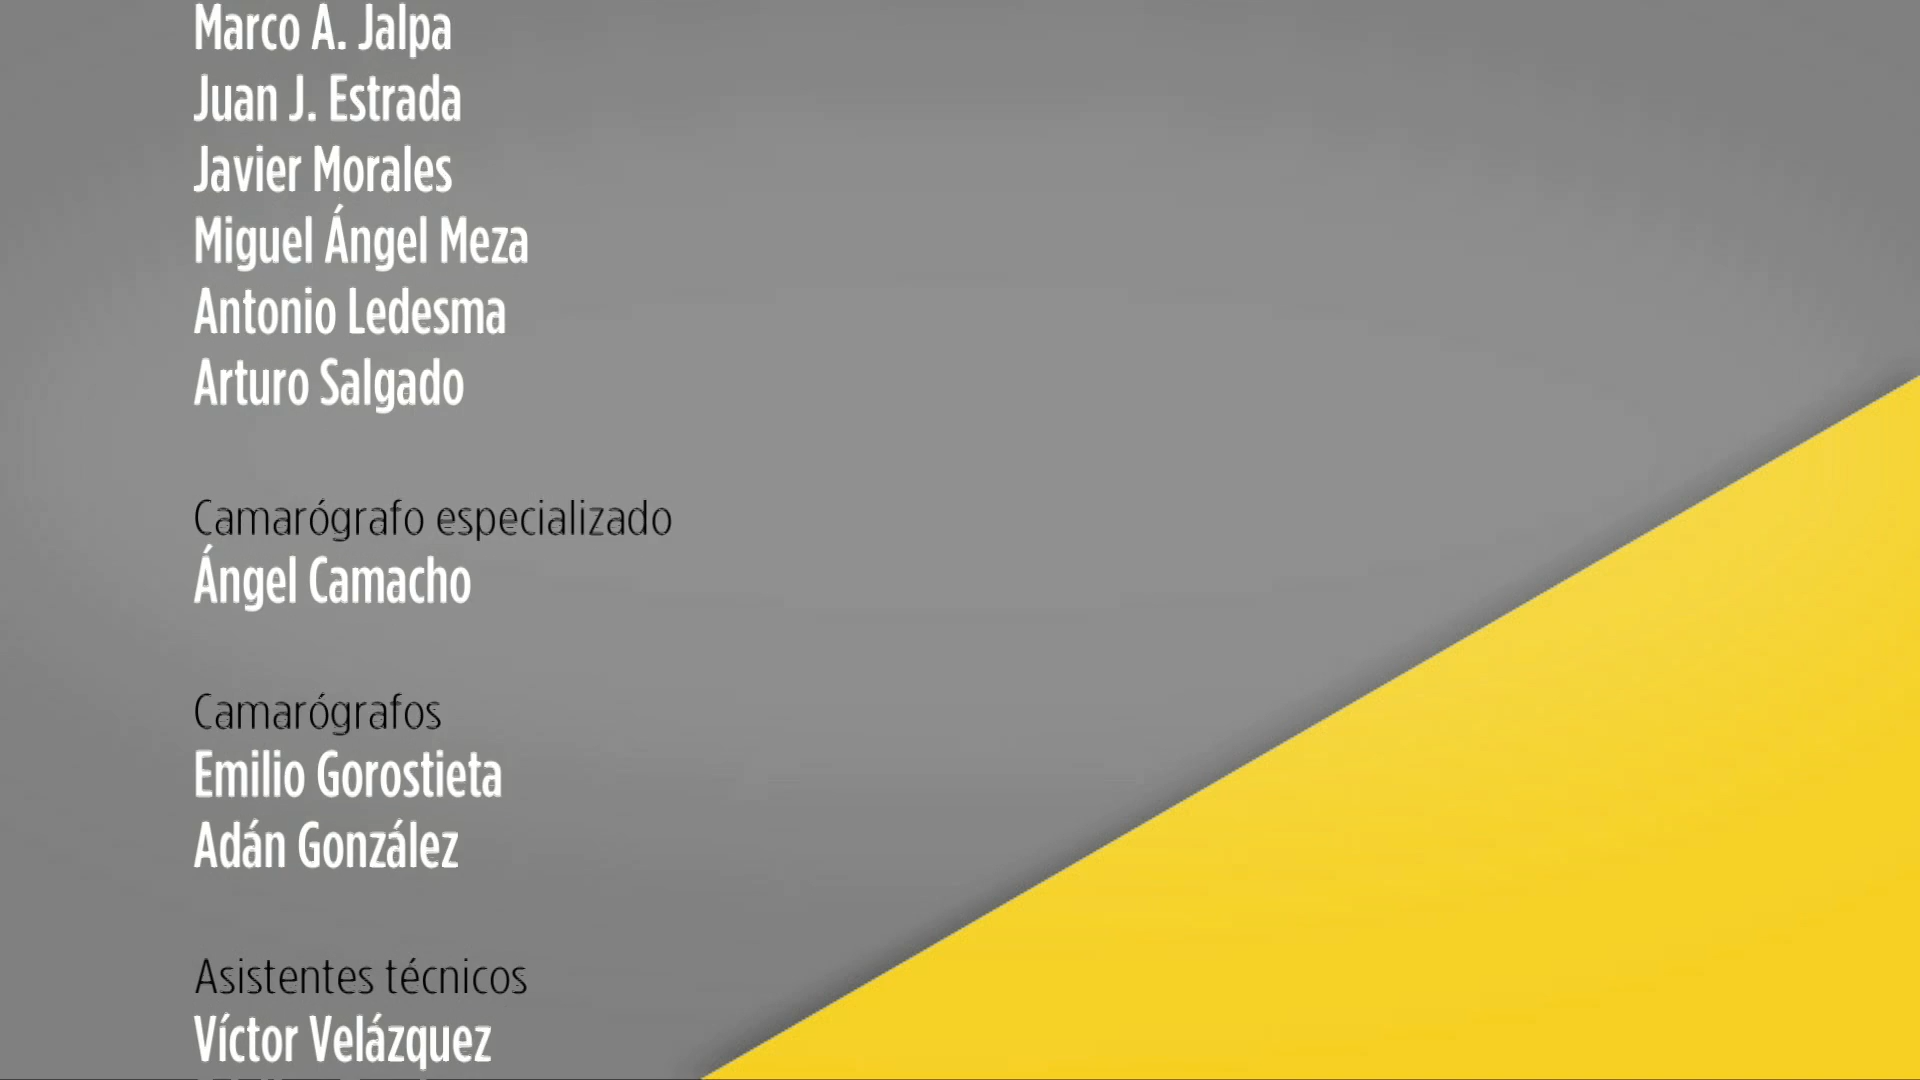 Marco A. Jalpa
Juan J. Estrada
Javier Morales
Miguel Ángel Meza
Antonio Ledesma
Arturo Salgado
Camarógrafo especializado
Ángel Camacho
Camarógrafos
Emilio Gorostieta
Adán González
Asistentes técnicos
Víctor Velázquez